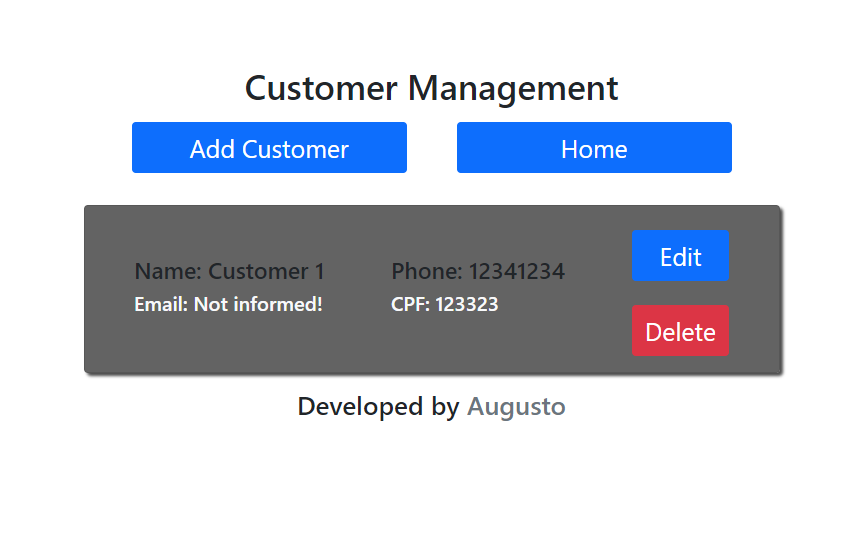 Customer Management
Add Customer
Home
Name: Customer 1
Email: Not informed!
Phone: 12341234
CPF: 123323
Edit
Delete
Developed by Augusto